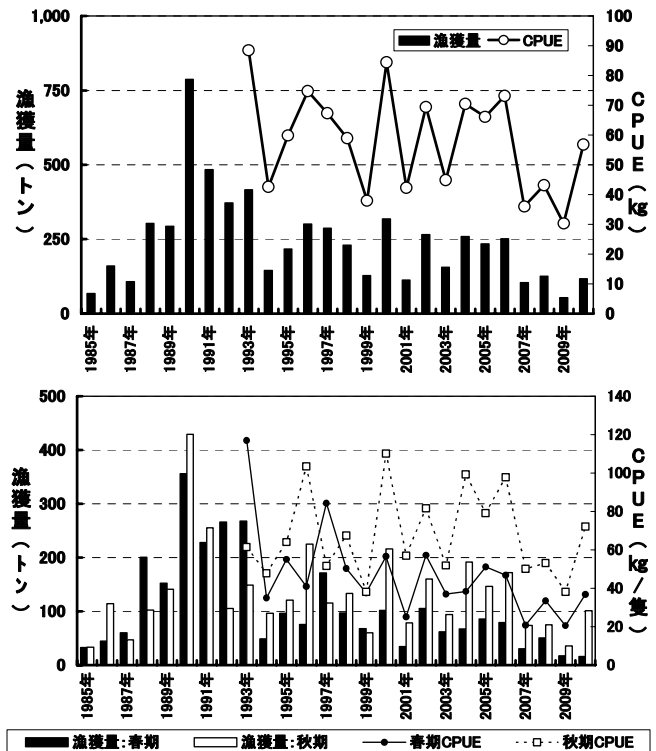 1,000
750
500
250
0
漁獲量(トン)
漁獲量
CPUE
100
90
80
70
60
50
40
30
20
10
0
CPUE(kg)
1985年
1987年
1989年
1991年
1993年
1995年
1997年
1999年
2001年
2003年
2005年
2007年
2009年
500
400
300
200
100
0
漁獲量(トン)
140
120
100
80
60
40
20
0
CPUE(kg/隻)
1985年
1987年
1989年
1991年
1993年
1995年
1997年
1999年
2001年
2003年
2005年
2007年
2009年
漁獲量:春期
漁獲量:秋期
春期CPUE
秋期CPUE